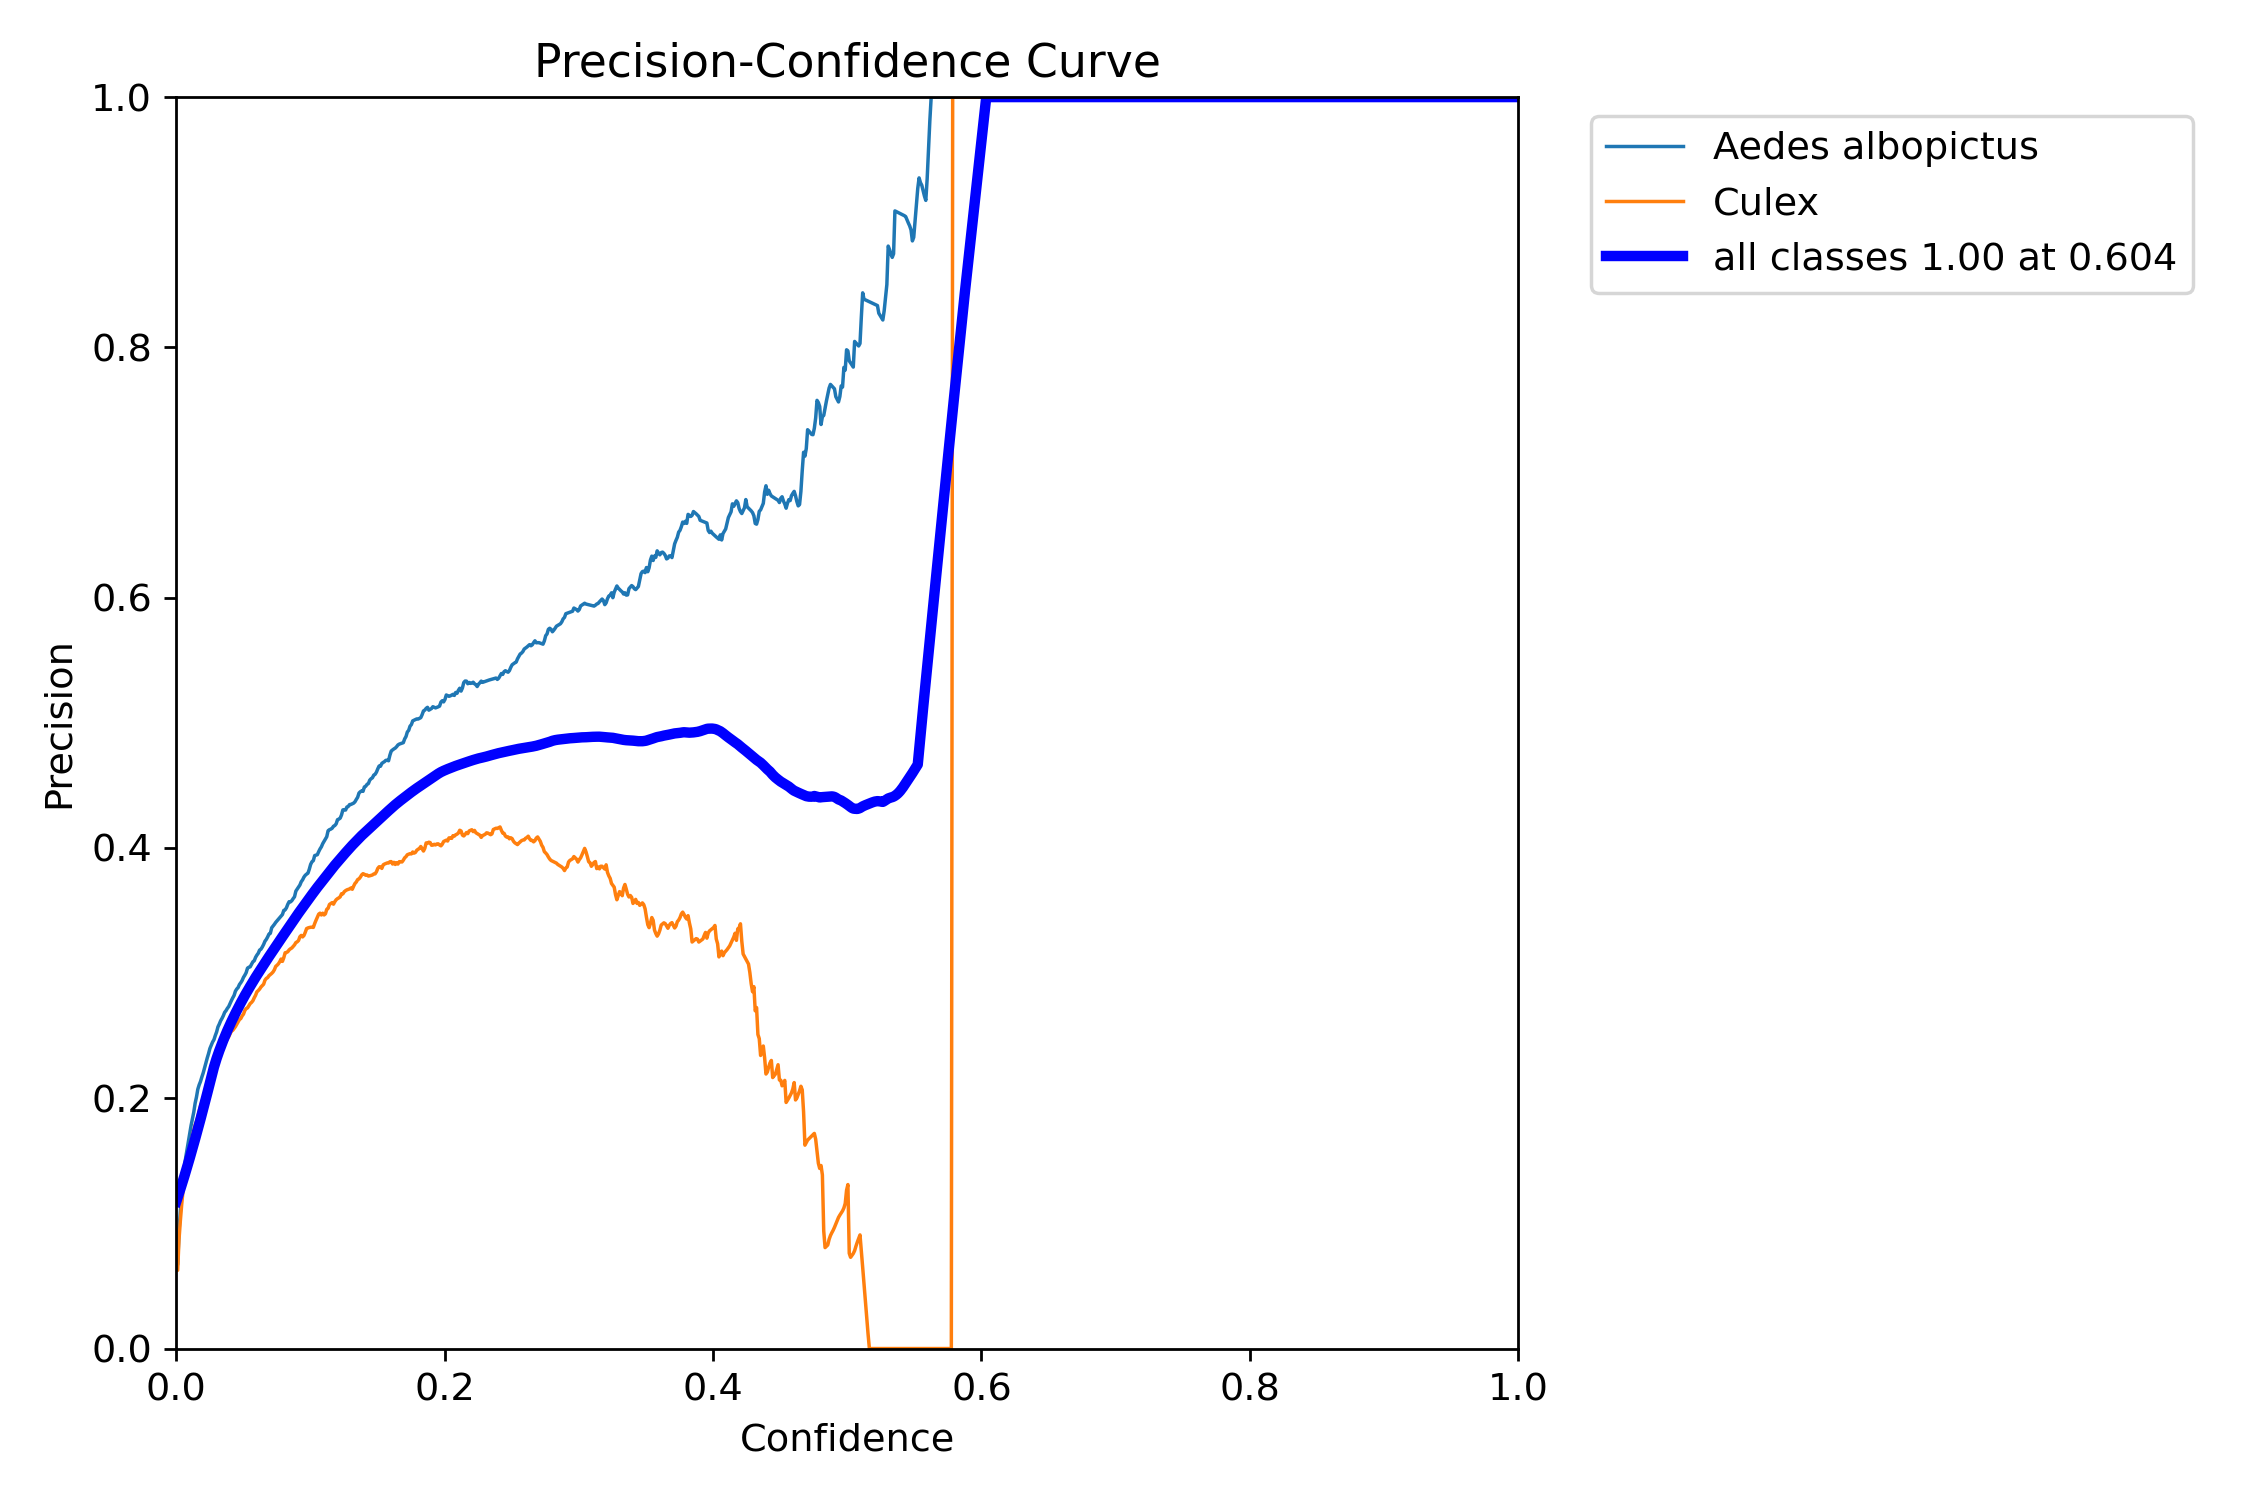 Precision-Confidence Curve
1.0
0.8
0.6
0.4
0.2
0.0
Precision
0.0 0.2 0.4 0.6 0.8 1.0
Confidence
Aedes albopictus
Culex
all classes 1.00 at 0.604